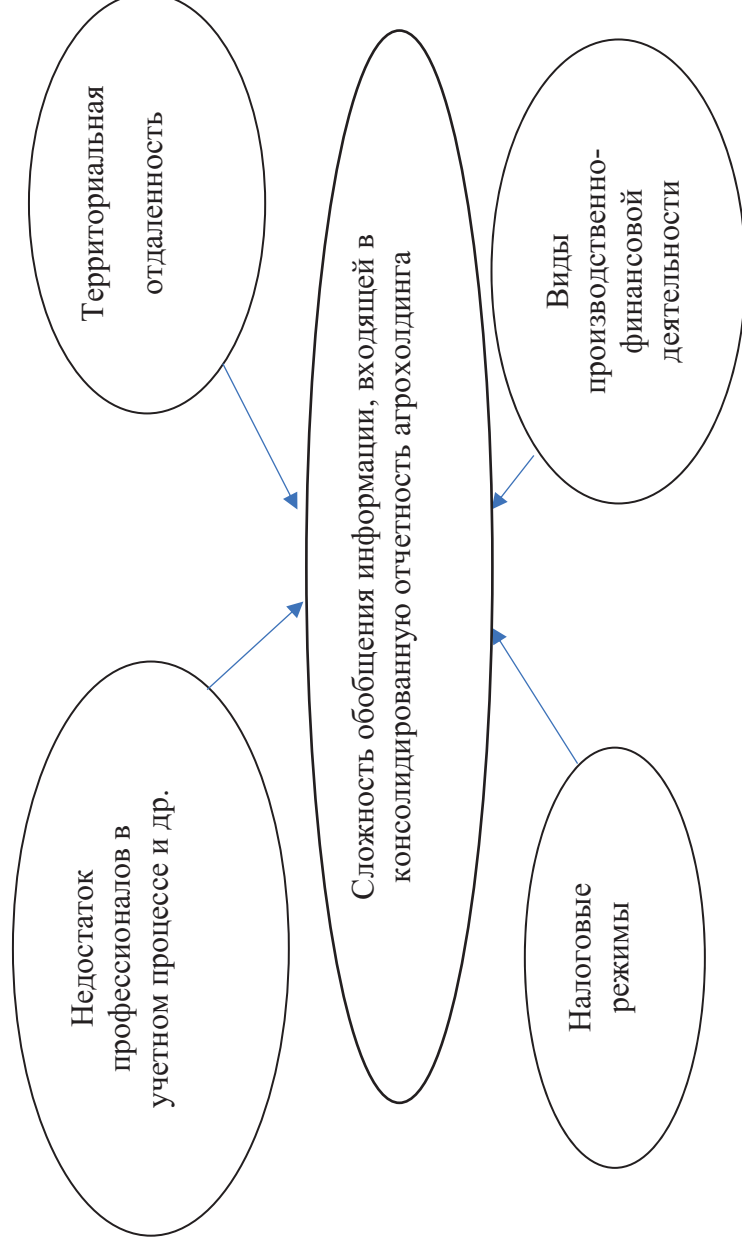 Недостаток
профессионалов в
учетном процессе и др.
Территориальная
отдаленность
Сложность обобщения информации, входящей в
консолидированную отчетность агрохолдинга
Налоговые
режимы
Виды
производственно-
финансовой
деятельности